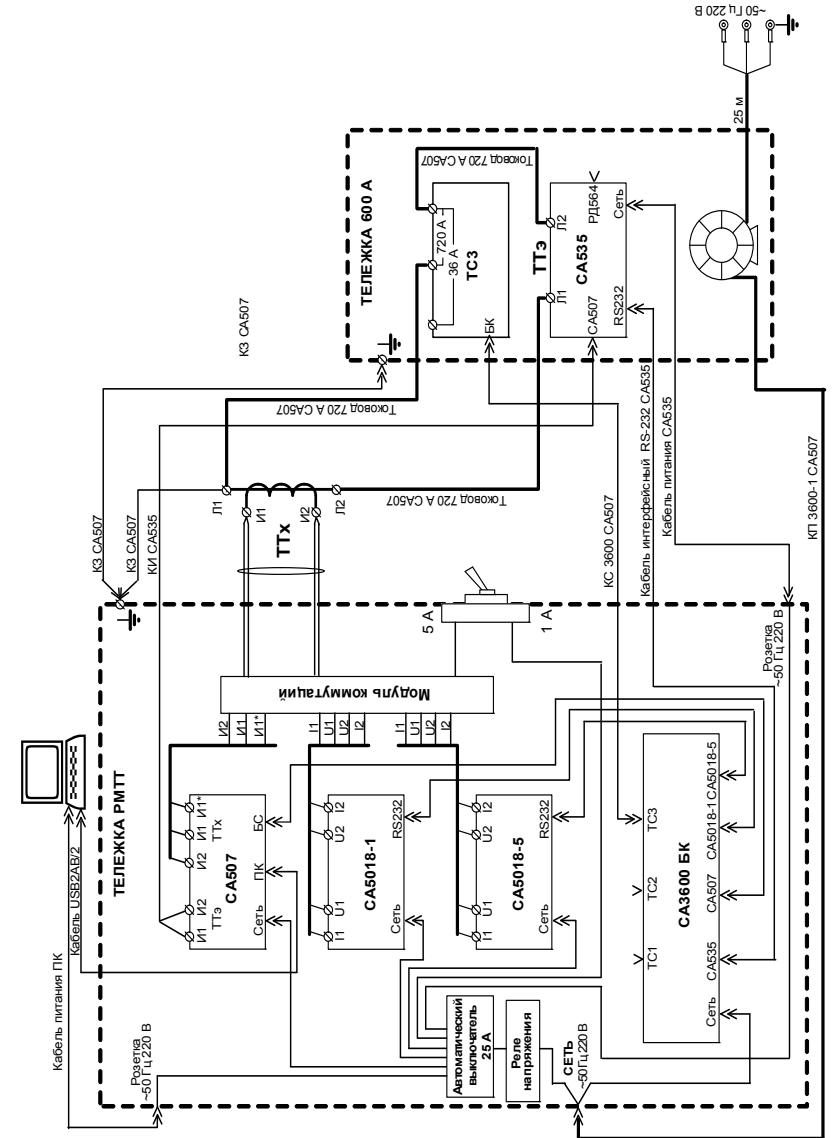 ~50 Гц 220 В
25 м
ТЕЛЕЖКА 600 А
Токовод 720 А СА507
720 А
36 А
ТС3
БК
ТТэ
Л2
Л1
СА535
РД564
Сеть
СА507
RS232
КЗ СА507
Токовод 720 А СА507
Токовод 720 А СА507
КЗ СА507
КЗ СА507
КИ СА535
Л1
И1
И2
Л2
ТТх
КС 3600 СА507
Кабель интерфейсный RS-232 СА535
Кабель питания СА535
КП 3600-1 СА507
5 А
1 А
Розетка
~50 Гц 220 В
Модуль коммутаций
И2
И1
И1*
I1
U1
U2
I2
I1
U1
U2
I2
ТЕЛЕЖКА РМТТ
Кабель USB2AB/2
Кабель питания ПК
И1
И2
ТТэ
И2
И1
И1*
ТТх
СА507
Сеть
ПК
БС
I1
U1
U2
I2
СА5018-1
Сеть
RS232
I1
U1
U2
I2
СА5018-5
Сеть
RS232
ТС1
ТС2
ТС3
СА3600 БК
Сеть
СА535
СА507
СА5018-1
СА5018-5
Розетка
~50 Гц 220 В
Автоматический
выключатель
25 А
Реле
напряжения
СЕТЬ
~50Гц 220 В